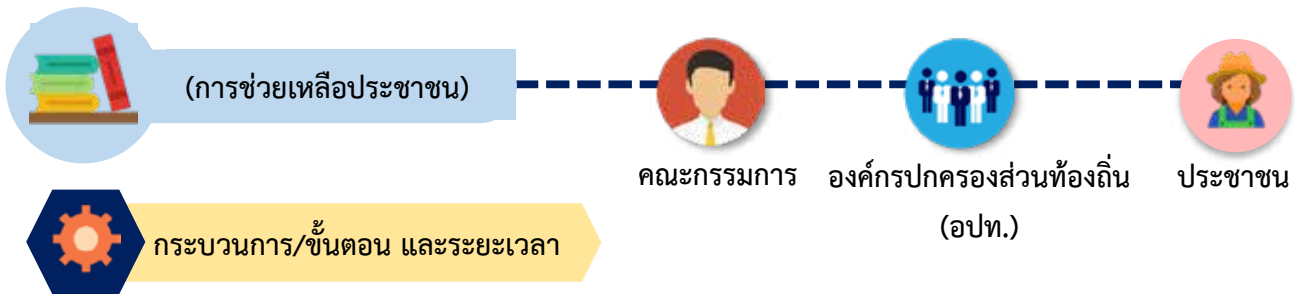 (การช่วยเหลือประชาชน)
คณะกรรมการ
องค์กรปกครองส่วนท้องถิ่น
(อปท.)
ประชาชน
กระบวนการ/ขั้นตอน และระยะเวลา